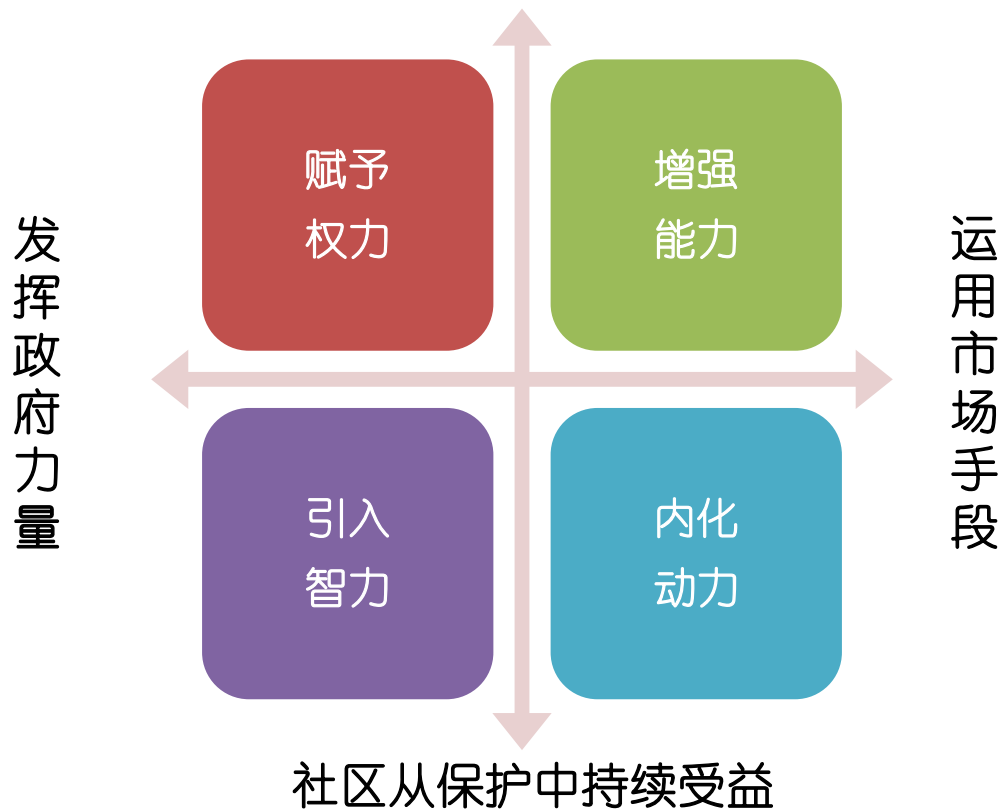 赋予
权力
增强
能力
发挥政府力量
运用市场手段
引入
智力
内化
动力
社区从保护中持续受益